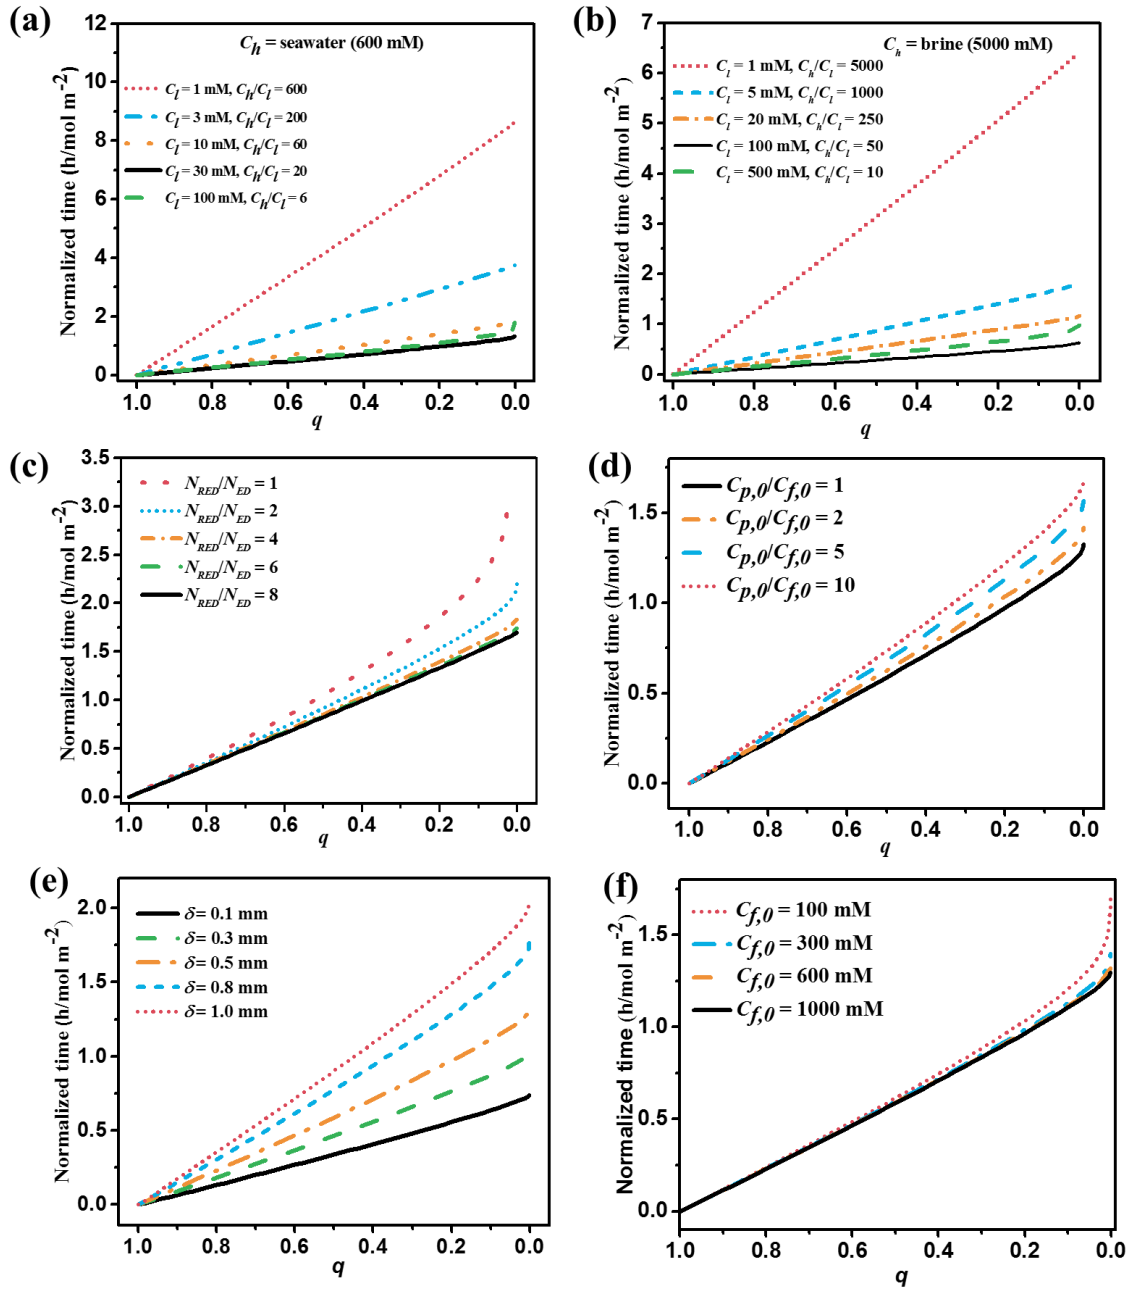 (a)
Normalized time (h/mol m⁻²)
12
10
8
6
4
2
0
C_h = seawater (600 mM)
C_l = 1 mM, C_h/C_l = 600
C_l = 3 mM, C_h/C_l = 200
C_l = 10 mM, C_h/C_l = 60
C_l = 30 mM, C_h/C_l = 20
C_l = 100 mM, C_h/C_l = 6
1.0 0.8 0.6 0.4 0.2 0.0
q
(b)
Normalized time (h/mol m⁻²)
7
6
5
4
3
2
1
0
C_h = brine (5000 mM)
C_l = 1 mM, C_h/C_l = 5000
C_l = 5 mM, C_h/C_l = 1000
C_l = 20 mM, C_h/C_l = 250
C_l = 100 mM, C_h/C_l = 50
C_l = 500 mM, C_h/C_l = 10
1.0 0.8 0.6 0.4 0.2 0.0
q
(c)
Normalized time (h/mol m⁻²)
3.5
3.0
2.5
2.0
1.5
1.0
0.5
0.0
N_RED/N_ED = 1
N_RED/N_ED = 2
N_RED/N_ED = 4
N_RED/N_ED = 6
N_RED/N_ED = 8
1.0 0.8 0.6 0.4 0.2 0.0
q
(d)
Normalized time (h/mol m⁻²)
1.5
1.0
0.5
0.0
C_p,0/C_f,0 = 1
C_p,0/C_f,0 = 2
C_p,0/C_f,0 = 5
C_p,0/C_f,0 = 10
1.0 0.8 0.6 0.4 0.2 0.0
q
(e)
Normalized time (h/mol m⁻²)
2.0
1.5
1.0
0.5
0.0
δ= 0.1 mm
δ= 0.3 mm
δ= 0.5 mm
δ= 0.8 mm
δ= 1.0 mm
1.0 0.8 0.6 0.4 0.2 0.0
q
(f)
Normalized time (h/mol m⁻²)
1.5
1.0
0.5
0.0
C_f,0 = 100 mM
C_f,0 = 300 mM
C_f,0 = 600 mM
C_f,0 = 1000 mM
1.0 0.8 0.6 0.4 0.2 0.0
q